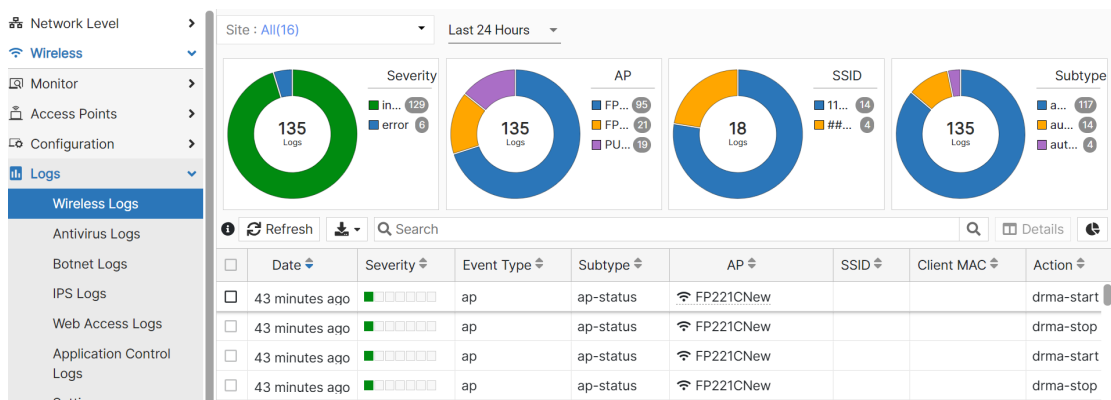 Network Level
Wireless
Monitor
Access Points
Configuration
Logs
Wireless Logs
Antivirus Logs
Botnet Logs
IPS Logs
Web Access Logs
Application Control
Logs
Site : All(16)
Last 24 Hours
Severity
135
Logs
in... 129
error 6
AP
135
Logs
FP... 95
FP... 21
PU... 19
SSID
18
Logs
11... 14
##... 4
Subtype
135
Logs
a... 117
au... 14
aut... 4
Refresh
Search
Details
Date Severity Event Type Subtype AP SSID Client MAC Action
43 minutes ago ap ap-status FP221CNew drma-start
43 minutes ago ap ap-status FP221CNew drma-stop
43 minutes ago ap ap-status FP221CNew drma-start
43 minutes ago ap ap-status FP221CNew drma-stop